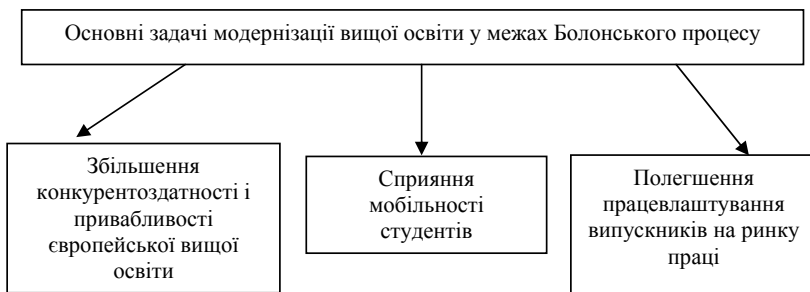 Основні задачі модернізації вищої освіти у межах Болонського процесу
Збільшення
конкурентоздатності і
привабливості
європейської вищої
освіти
Сприяння
мобільності
студентів
Полегшення
працевлаштування
випускників на ринку
праці